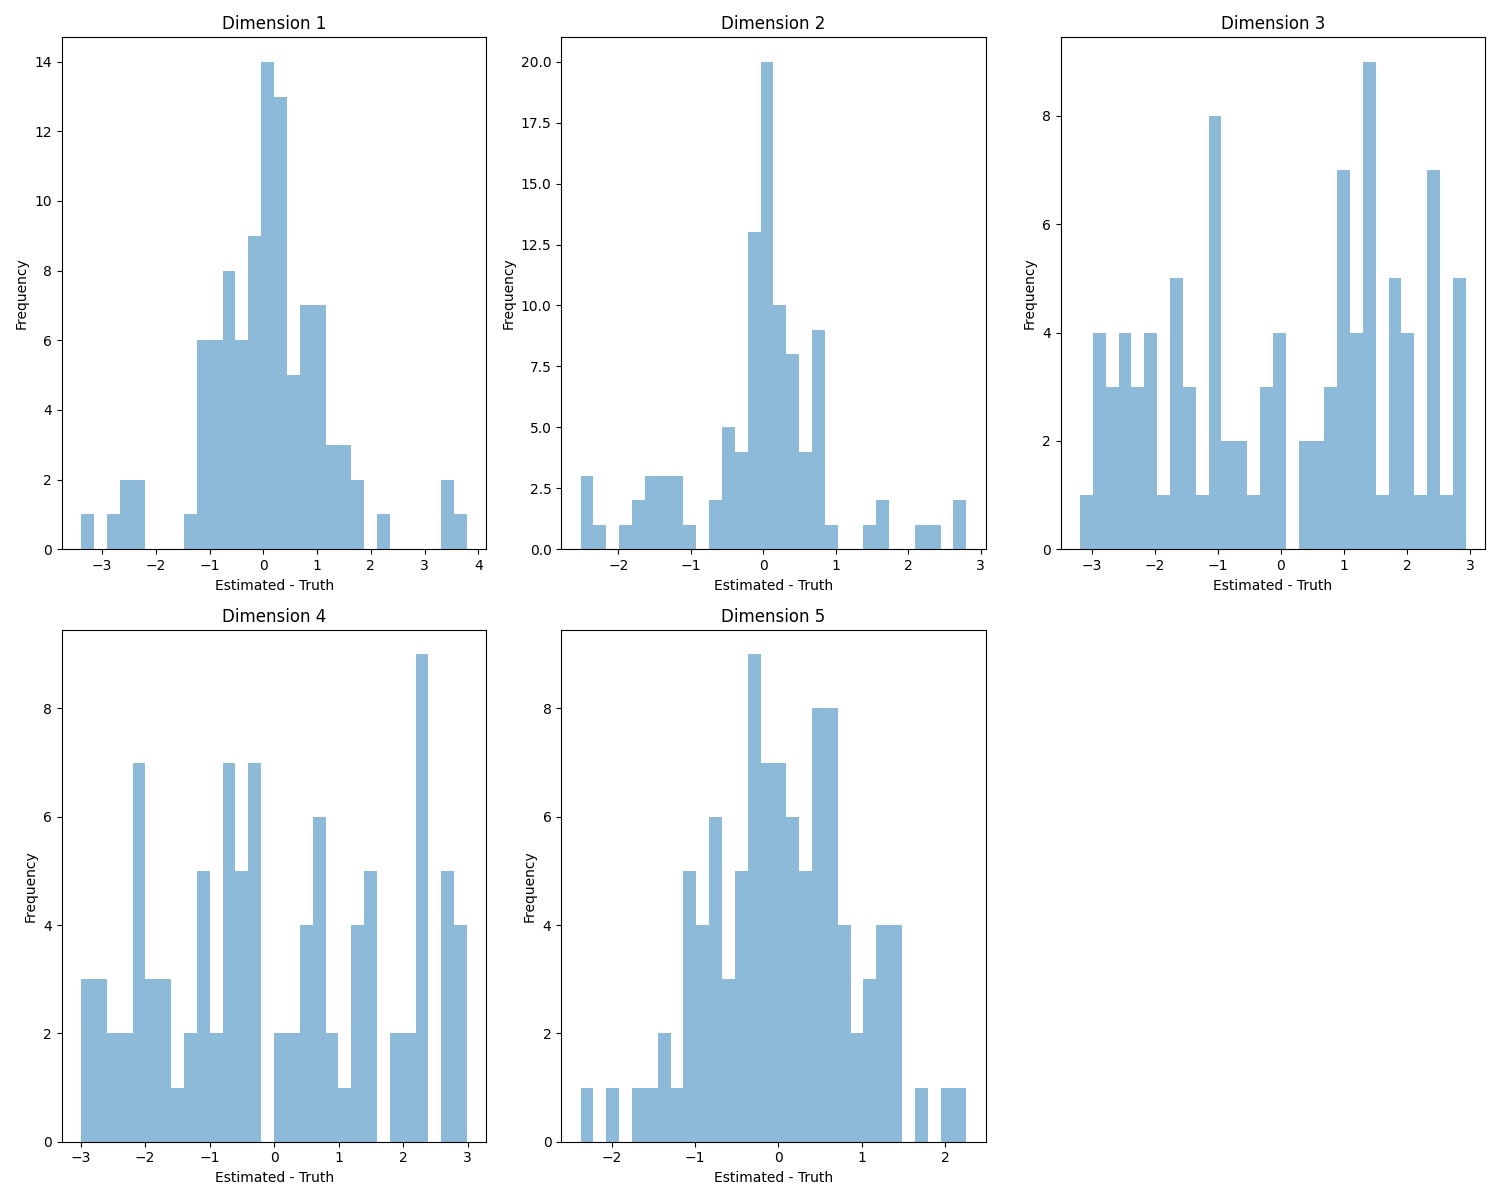 Dimension 1
Frequency
14
12
10
8
6
4
2
0
−3 −2 −1 0 1 2 3 4
Estimated - Truth
Dimension 2
Frequency
20.0
17.5
15.0
12.5
10.0
7.5
5.0
2.5
0.0
−2 −1 0 1 2 3
Estimated - Truth
Dimension 3
Frequency
8
6
4
2
0
−3 −2 −1 0 1 2 3
Estimated - Truth
Dimension 4
Frequency
8
6
4
2
0
−3 −2 −1 0 1 2 3
Estimated - Truth
Dimension 5
Frequency
8
6
4
2
0
−2 −1 0 1 2
Estimated - Truth